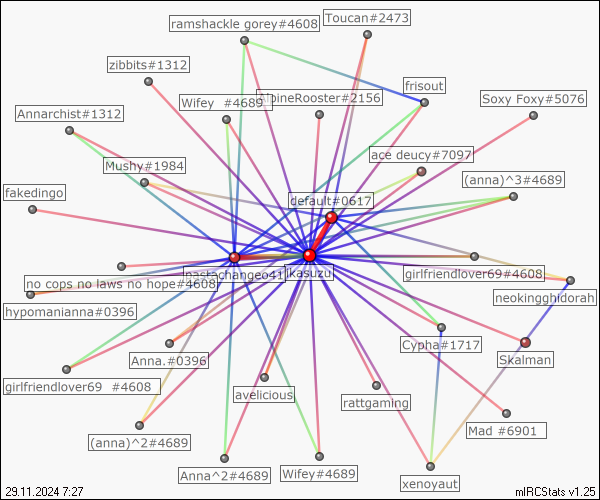 Toucan#2473
ramshackle gorey#4608
zibbits#1312
frisout
Wifey #4689
lpineRooster#2156
Soxy Foxy#5076
Annarchist#1312
ace deucy#7097
Mushy#1984
(anna)^3#4689
fakedingo
default#0617
pastachangeo41
ikasuzu
girlfriendlover69#4608
no cops no laws no hope#4608
neokingghidorah
hypomanianna#0396
Cypha#1717
Anna.#0396
Skalman
girlfriendlover69 #4608
avelicious
rattgaming
Mad #6901
(anna)^2#4689
Anna^2#4689
Wifey#4689
xenoyaut
29.11.2024 7:27
mIRCStats v1.25